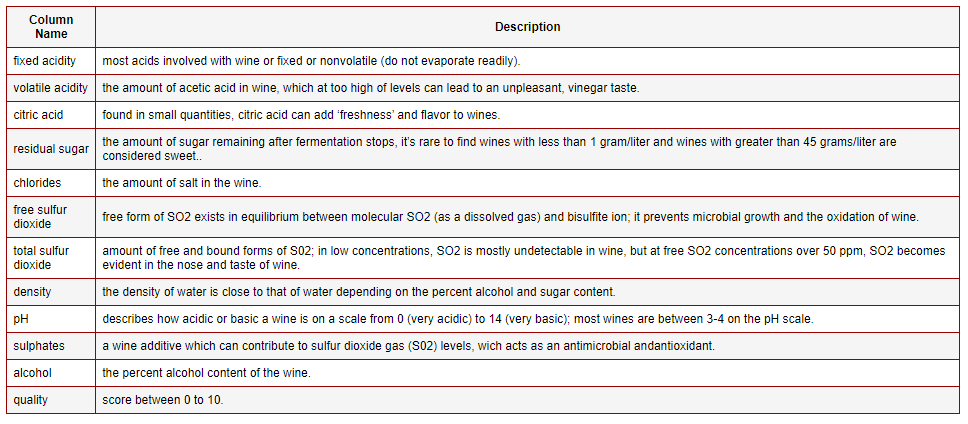 Column Name
Description
fixed acidity
most acids involved with wine or fixed or nonvolatile (do not evaporate readily).
volatile acidity
the amount of acetic acid in wine, which at too high of levels can lead to an unpleasant, vinegar taste.
citric acid
found in small quantities, citric acid can add ‘freshness’ and flavor to wines.
residual sugar
the amount of sugar remaining after fermentation stops, it’s rare to find wines with less than 1 gram/liter and wines with greater than 45 grams/liter are
considered sweet..
chlorides
the amount of salt in the wine.
free sulfur
dioxide
free form of SO2 exists in equilibrium between molecular SO2 (as a dissolved gas) and bisulfite ion; it prevents microbial growth and the oxidation of wine.
total sulfur
dioxide
amount of free and bound forms of S02; in low concentrations, SO2 is mostly undetectable in wine, but at free SO2 concentrations over 50 ppm, SO2 becomes
evident in the nose and taste of wine.
density
the density of water is close to that of water depending on the percent alcohol and sugar content.
pH
describes how acidic or basic a wine is on a scale from 0 (very acidic) to 14 (very basic); most wines are between 3-4 on the pH scale.
sulphates
a wine additive which can contribute to sulfur dioxide gas (S02) levels, wich acts as an antimicrobial andantioxidant.
alcohol
the percent alcohol content of the wine.
quality
score between 0 to 10.